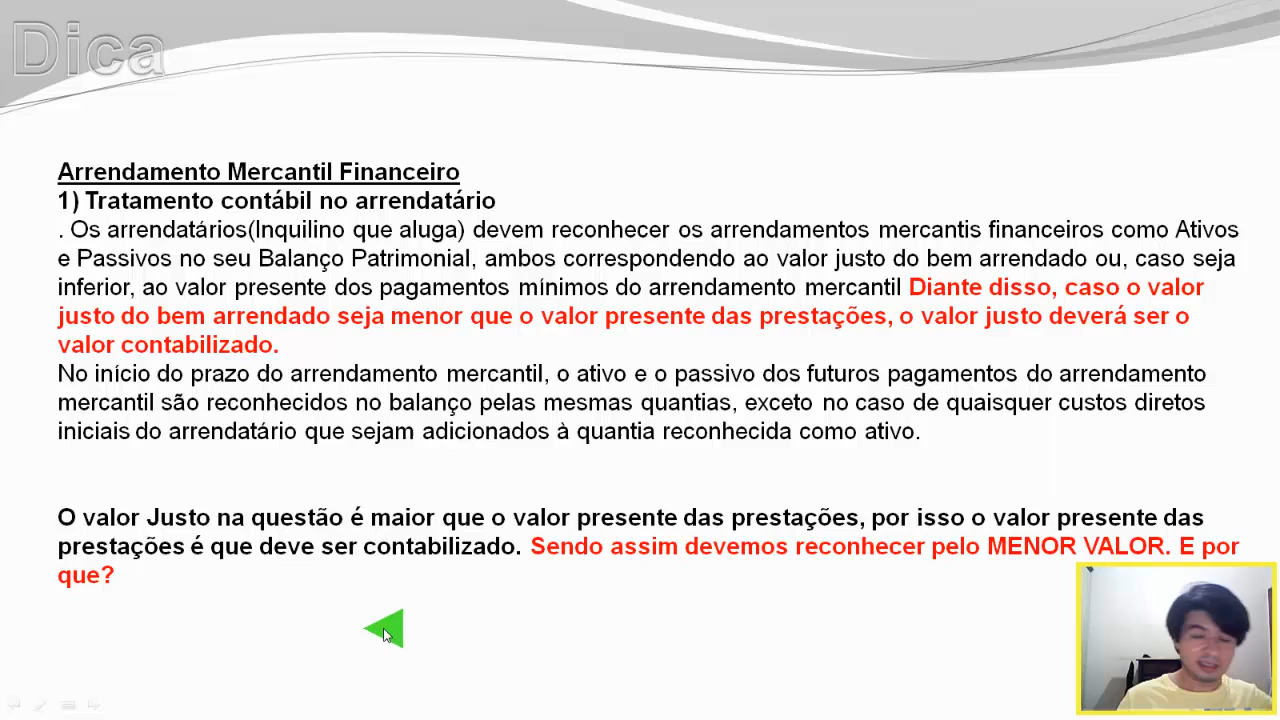 Dica
Arrendamento Mercantil Financeiro
1) Tratamento contábil no arrendatário
. Os arrendatários(Inquilino que aluga) devem reconhecer os arrendamentos mercantis financeiros como Ativos
e Passivos no seu Balanço Patrimonial, ambos correspondendo ao valor justo do bem arrendado ou, caso seja
inferior, ao valor presente dos pagamentos mínimos do arrendamento mercantil Diante disso, caso o valor
justo do bem arrendado seja menor que o valor presente das prestações, o valor justo deverá ser o
valor contabilizado.
No início do prazo do arrendamento mercantil, o ativo e o passivo dos futuros pagamentos do arrendamento
mercantil são reconhecidos no balanço pelas mesmas quantias, exceto no caso de quaisquer custos diretos
iniciais do arrendatário que sejam adicionados à quantia reconhecida como ativo.
O valor Justo na questão é maior que o valor presente das prestações, por isso o valor presente das
prestações é que deve ser contabilizado. Sendo assim devemos reconhecer pelo MENOR VALOR. E por
que?